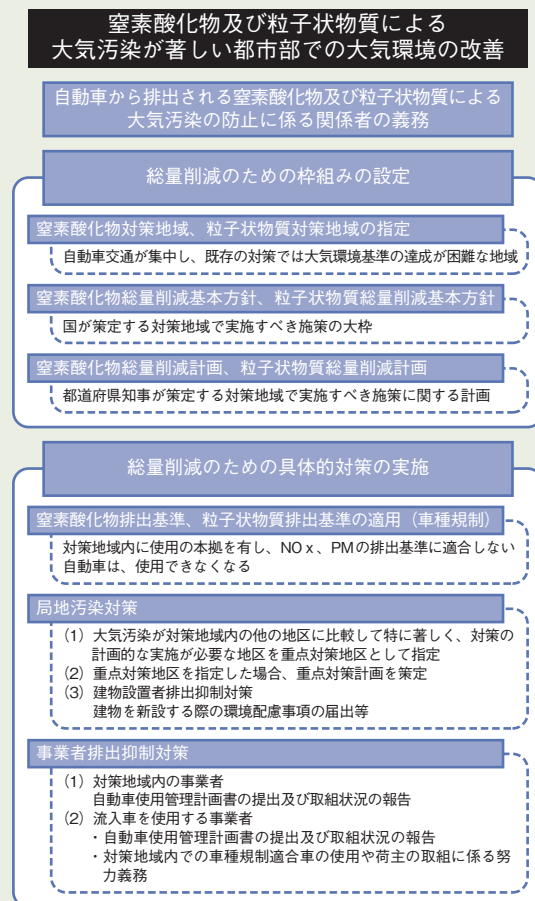 窒素酸化物及び粒子状物質による
大気汚染が著しい都市部での大気環境の改善
自動車から排出される窒素酸化物及び粒子状物質による
大気汚染の防止に係る関係者の義務
総量削減のための枠組みの設定
窒素酸化物対策地域、粒子状物質対策地域の指定
自動車交通が集中し、既存の対策では大気環境基準の達成が困難な地域
窒素酸化物総量削減基本方針、粒子状物質総量削減基本方針
国が策定する対策地域で実施すべき施策の大枠
窒素酸化物総量削減計画、粒子状物質総量削減計画
都道府県知事が策定する対策地域で実施すべき施策に関する計画
総量削減のための具体的対策の実施
窒素酸化物排出基準、粒子状物質排出基準の適用（車種規制）
対策地域内に使用の本拠を有し、NOｘ、PMの排出基準に適合しない
自動車は、使用できなくなる
局地汚染対策
（1）大気汚染が対策地域内の他の地区に比較して特に著しく、対策の
計画的な実施が必要な地区を重点対策地区として指定
（2）重点対策地区を指定した場合、重点対策計画を策定
（3）建物設置者排出抑制対策
建物を新設する際の環境配慮事項の届出等
事業者排出抑制対策
（1）対策地域内の事業者
自動車使用管理計画書の提出及び取組状況の報告
（2）流入車を使用する事業者
・自動車使用管理計画書の提出及び取組状況の報告
・対策地域内での車種規制適合車の使用や荷主の取組に係る努
力義務